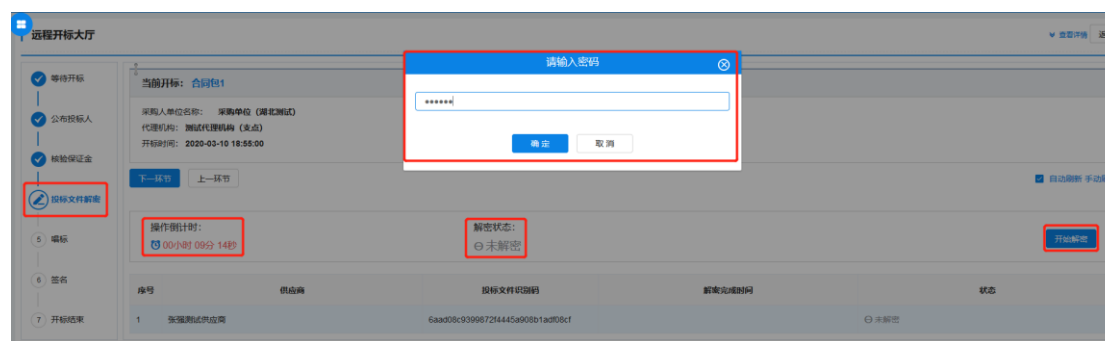 远程开标大厅
查看详情
等待开标
公布投标人
核验保证金
投标文件解密
5 唱标
6 签名
7 开标结束
当前开标: 合同包1
采购人单位名称: 采购单位 (湖北测试)
代理机构: 测试代理机构 (支点)
开标时间: 2020-03-10 18:55:00
请输入密码
••••••
确定 取消
下一环节 上一环节
自动刷新 手动
操作倒计时:
00小时 09分 14秒
解密状态:
未解密
开始解密
序号 供应商 投标文件识别码 解密完成时间 状态
1 张强测试供应商 6aad08c9399872f4445a908b1adf08cf 未解密